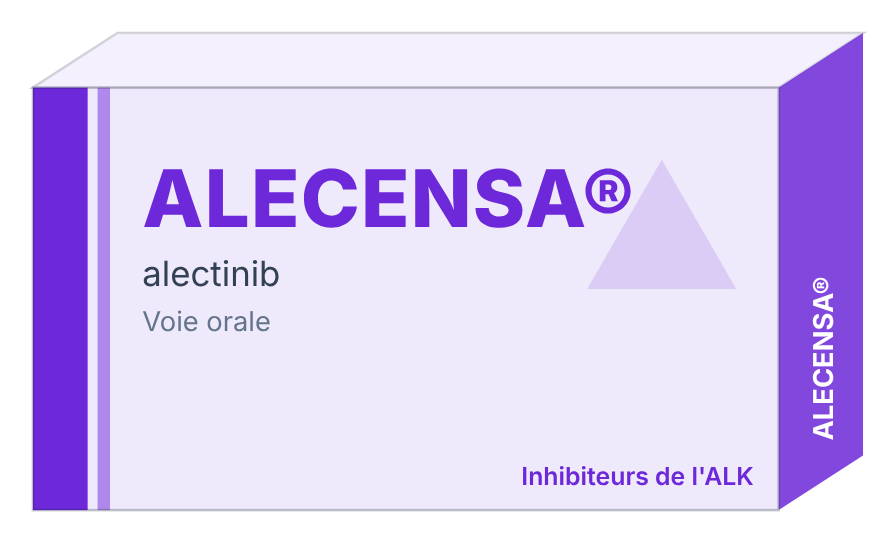 ALECENSA®
alectinib
Voie orale
Inhibiteurs de l'ALK
ALECENSA®